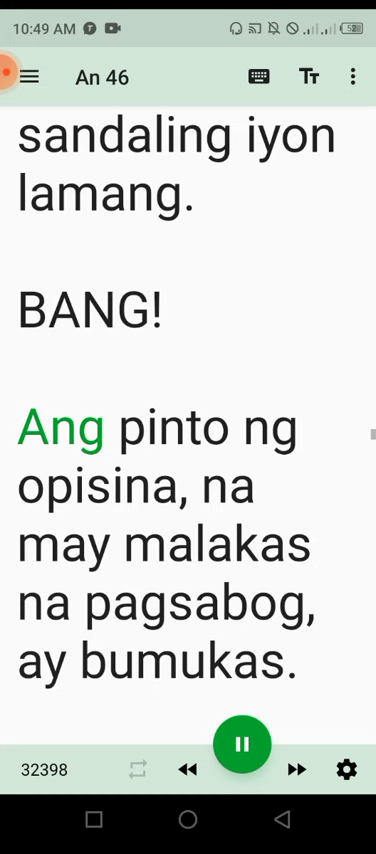 10:49 AM
52
An 46
sandaling iyon
lamang.
BANG!
Ang pinto ng
opisina, na
may malakas
na pagsabog,
ay bumukas.
32398